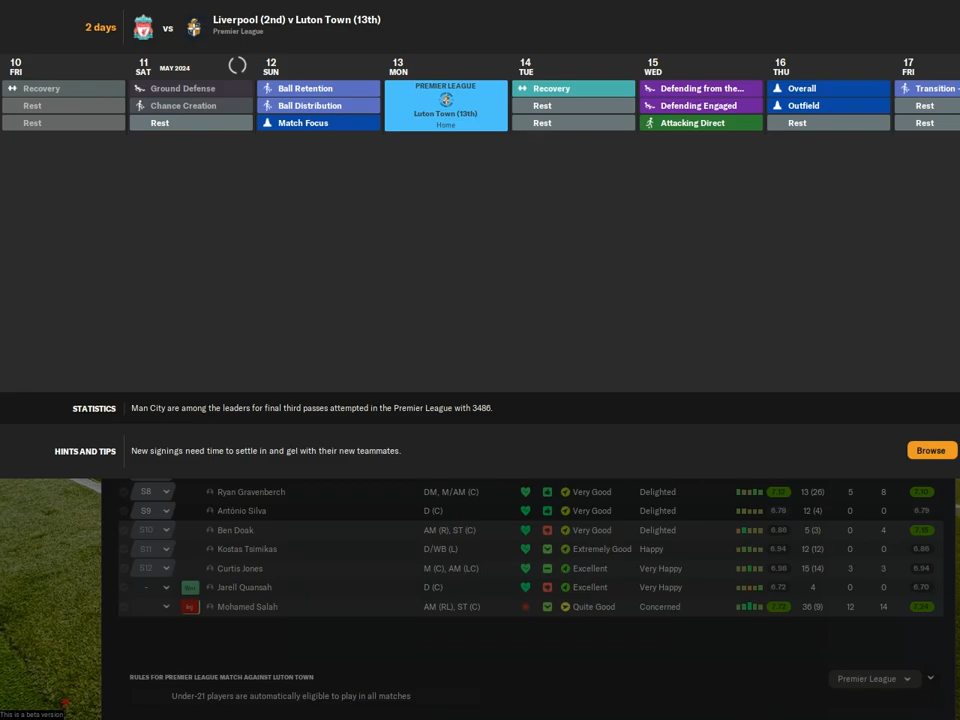 2 days
vs
Liverpool (2nd) v Luton Town (13th)
Premier League
10 FRI
11 SAT MAY 2024
12 SUN
13 MON
14 TUE
15 WED
16 THU
17 FRI
Recovery
Ground Defense
Ball Retention
PREMIER LEAGUE
Recovery
Defending from the...
Overall
Transition -
Rest
Chance Creation
Ball Distribution
Luton Town (13th)
Rest
Defending Engaged
Outfield
Rest
Rest
Rest
Match Focus
Home
Rest
Attacking Direct
Rest
Rest
STATISTICS Man City are among the leaders for final third passes attempted in the Premier League with 3486.
HINTS AND TIPS New signings need time to settle in and gel with their new teammates.
Browse
S8 Ryan Gravenberch DM, M/AM (C) Very Good Delighted 7.12 13 (26) 5 8 7.10
S9 António Silva D (C) Very Good Delighted 6.78 12 (4) 0 0 6.79
S10 Ben Doak AM (R), ST (C) Very Good Delighted 6.86 5 (3) 0 4
S11 Kostas Tsimikas D/WB (L) Extremely Good Happy 6.94 12 (12) 0 0 6.86
S12 Curtis Jones M (C), AM (LC) Excellent Very Happy 6.98 15 (14) 3 3 6.94
- Wnt Jarell Quansah D (C) Excellent Very Happy 6.72 4 0 0 6.70
Inj Mohamed Salah AM (RL), ST (C) Quite Good Concerned 36 (9) 12 14
RULES FOR PREMIER LEAGUE MATCH AGAINST LUTON TOWN
Premier League
Under-21 players are automatically eligible to play in all matches
This is a beta version